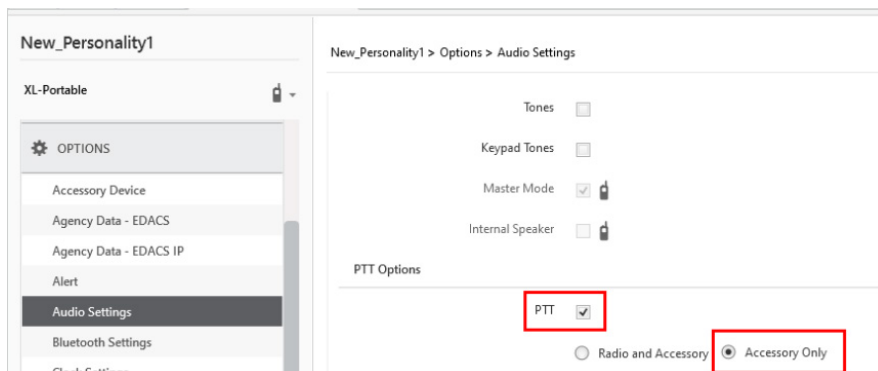 New_Personality1
New_Personality1 > Options > Audio Settings
XL-Portable
Tones
OPTIONS
Keypad Tones
Accessory Device
Master Mode
Agency Data - EDACS
Internal Speaker
Agency Data - EDACS IP
PTT Options
Alert
Audio Settings
PTT
Bluetooth Settings
Radio and Accessory
Accessory Only